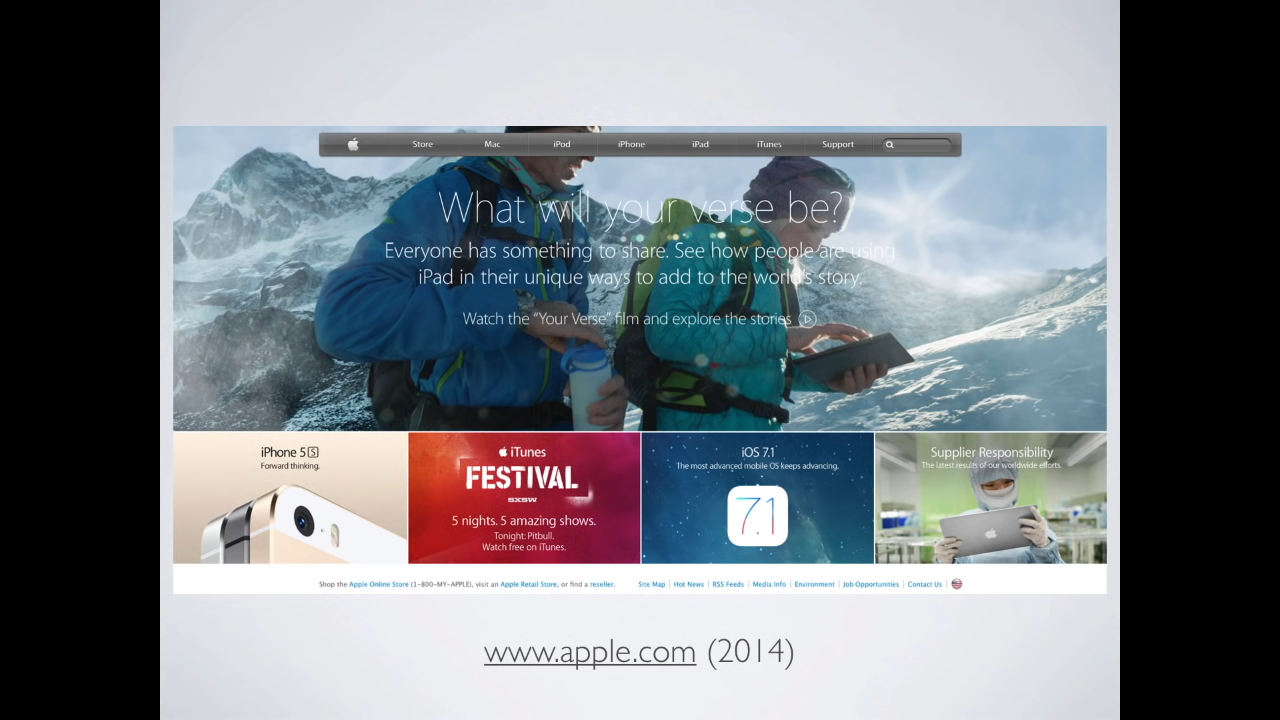 Store Mac iPod iPhone iPad iTunes Support
What will your verse be?
Everyone has something to share. See how people are using
iPad in their unique ways to add to the world's story.
Watch the “Your Verse” film and explore the stories
iPhone 5S
Forward thinking.
iTunes
FESTIVAL
SXSW
5 nights. 5 amazing shows.
Tonight: Pitbull.
Watch free on iTunes.
iOS 7.1
The most advanced mobile OS keeps advancing.
7.1
Supplier Responsibility
The latest results of our worldwide efforts.
Shop the Apple Online Store (1-800-MY-APPLE), visit an Apple Retail Store, or find a reseller. Site Map | Hot News | RSS Feeds | Media Info | Environment | Job Opportunities | Contact Us |
www.apple.com (2014)